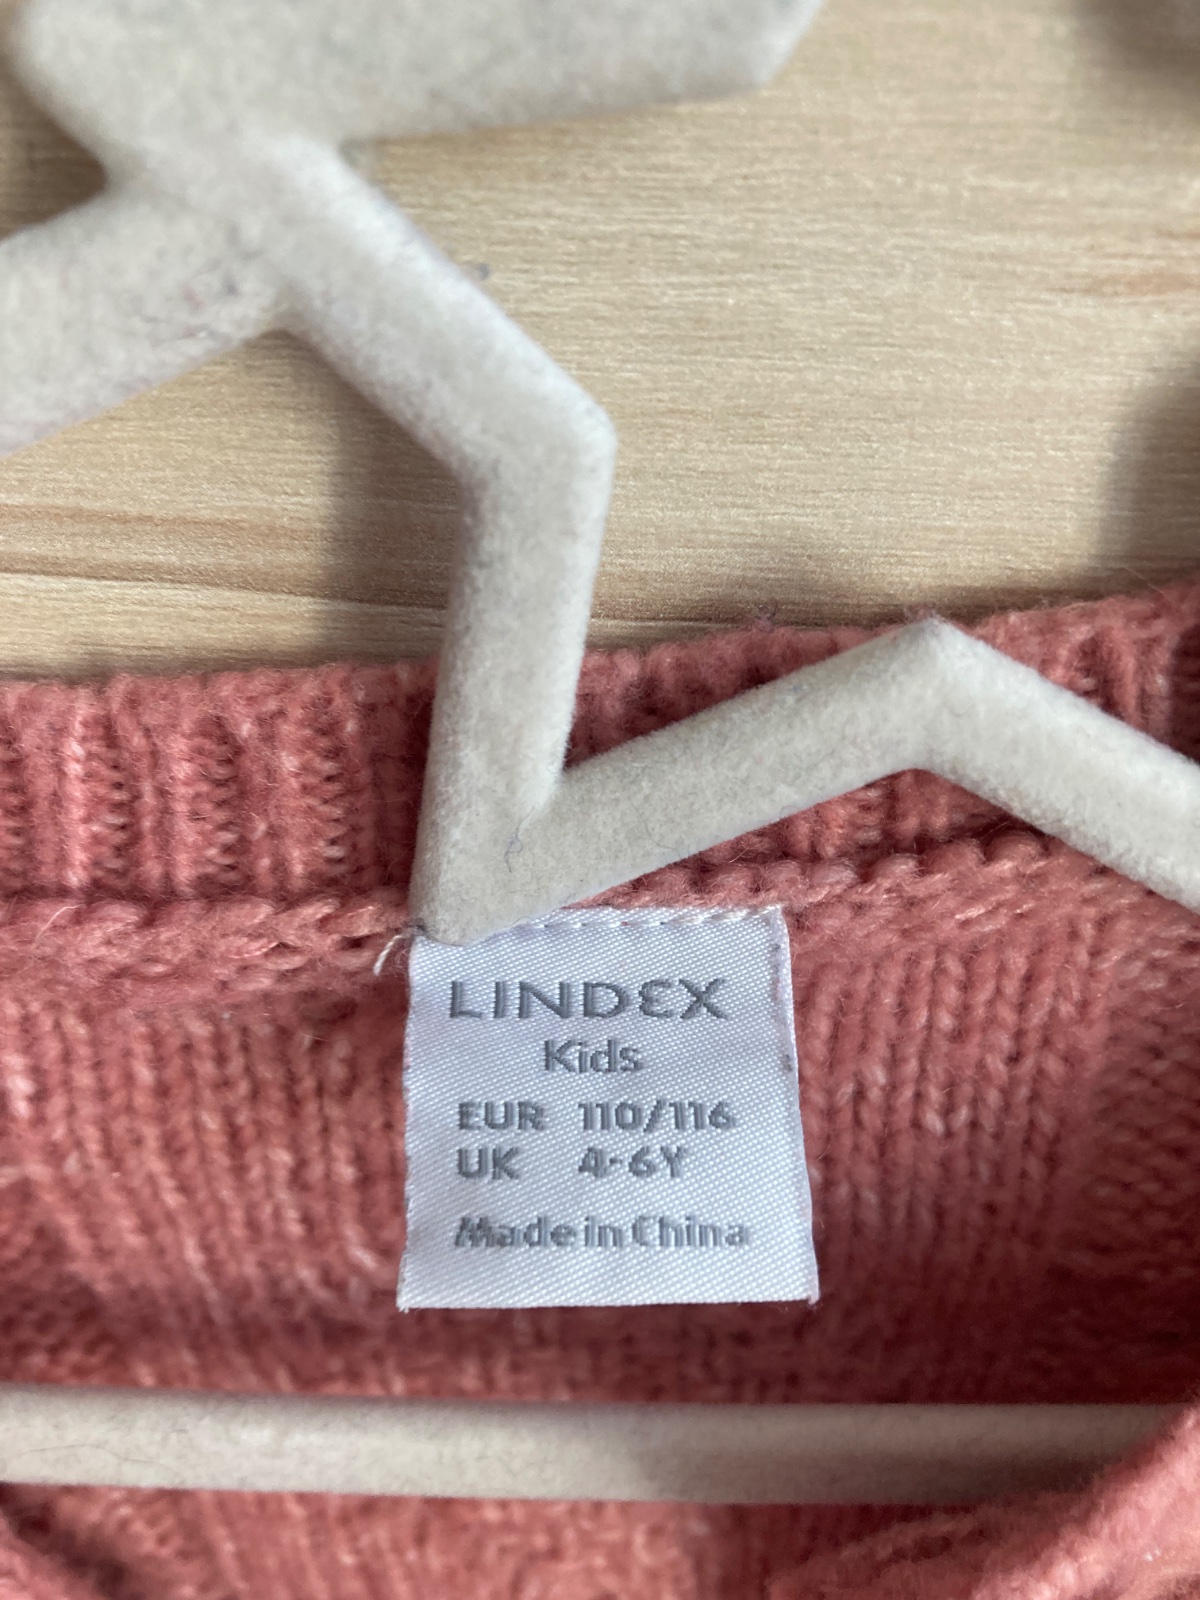 LINDEX
Kids
EUR 110/116
UK 4-6Y
Made in China